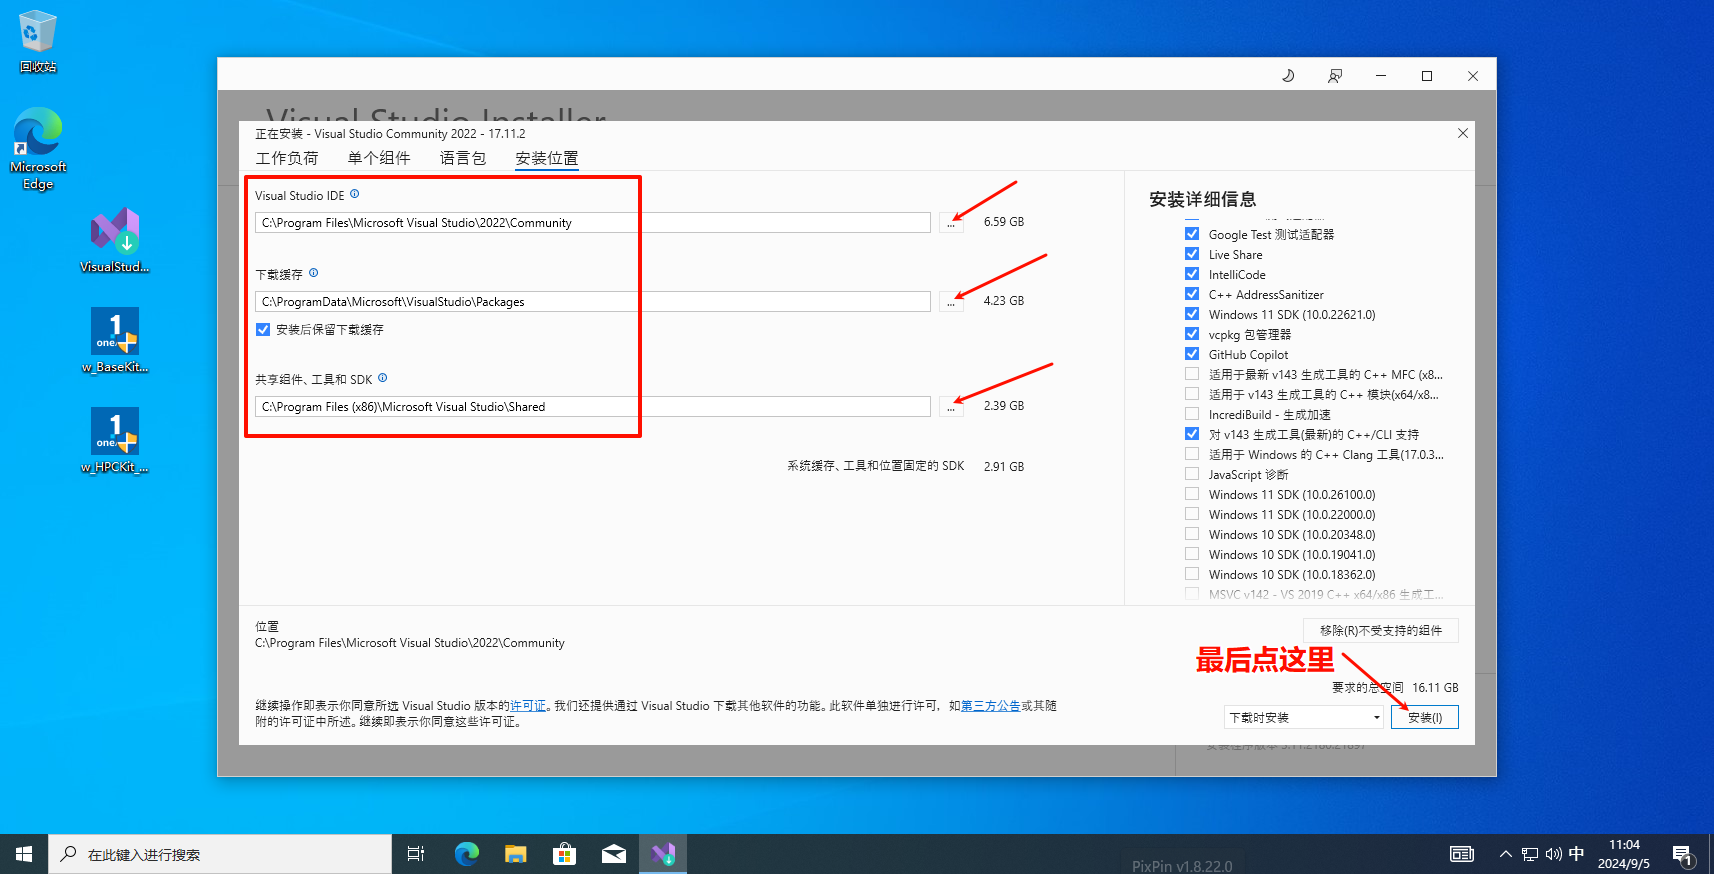 回收站
Microsoft
Edge
VisualStud...
1
one
w_BaseKit...
1
one
w_HPCKit_...
Visual Studio Installer
正在安装 - Visual Studio Community 2022 - 17.11.2
工作负荷 单个组件 语言包 安装位置
Visual Studio IDE
C:\Program Files\Microsoft Visual Studio\2022\Community ... 6.59 GB
下载缓存
C:\ProgramData\Microsoft\VisualStudio\Packages ... 4.23 GB
安装后保留下载缓存
共享组件、工具和 SDK
C:\Program Files (x86)\Microsoft Visual Studio\Shared ... 2.39 GB
系统缓存、工具和位置固定的 SDK 2.91 GB
安装详细信息
Google Test 测试适配器
Live Share
IntelliCode
C++ AddressSanitizer
Windows 11 SDK (10.0.22621.0)
vcpkg 包管理器
GitHub Copilot
适用于最新 v143 生成工具的 C++ MFC (x8...
适用于 v143 生成工具的 C++ 模块(x64/x8...
IncrediBuild - 生成加速
对 v143 生成工具(最新)的 C++/CLI 支持
适用于 Windows 的 C++ Clang 工具(17.0.3...
JavaScript 诊断
Windows 11 SDK (10.0.26100.0)
Windows 11 SDK (10.0.22000.0)
Windows 10 SDK (10.0.20348.0)
Windows 10 SDK (10.0.19041.0)
Windows 10 SDK (10.0.18362.0)
MSVC v142 - VS 2019 C++ x64/x86 生成工...
位置
C:\Program Files\Microsoft Visual Studio\2022\Community
移除(R)不受支持的组件
最后点这里
要求的总空间 16.11 GB
继续操作即表示你同意所选 Visual Studio 版本的许可证。我们还提供通过 Visual Studio 下载其他软件的功能。此软件单独进行许可，如第三方公告或其随
附的许可证中所述。继续即表示你同意这些许可证。
下载时安装 安装(I)
在此键入进行搜索
PixPin v1.8.22.0
中
11:04
2024/9/5
1